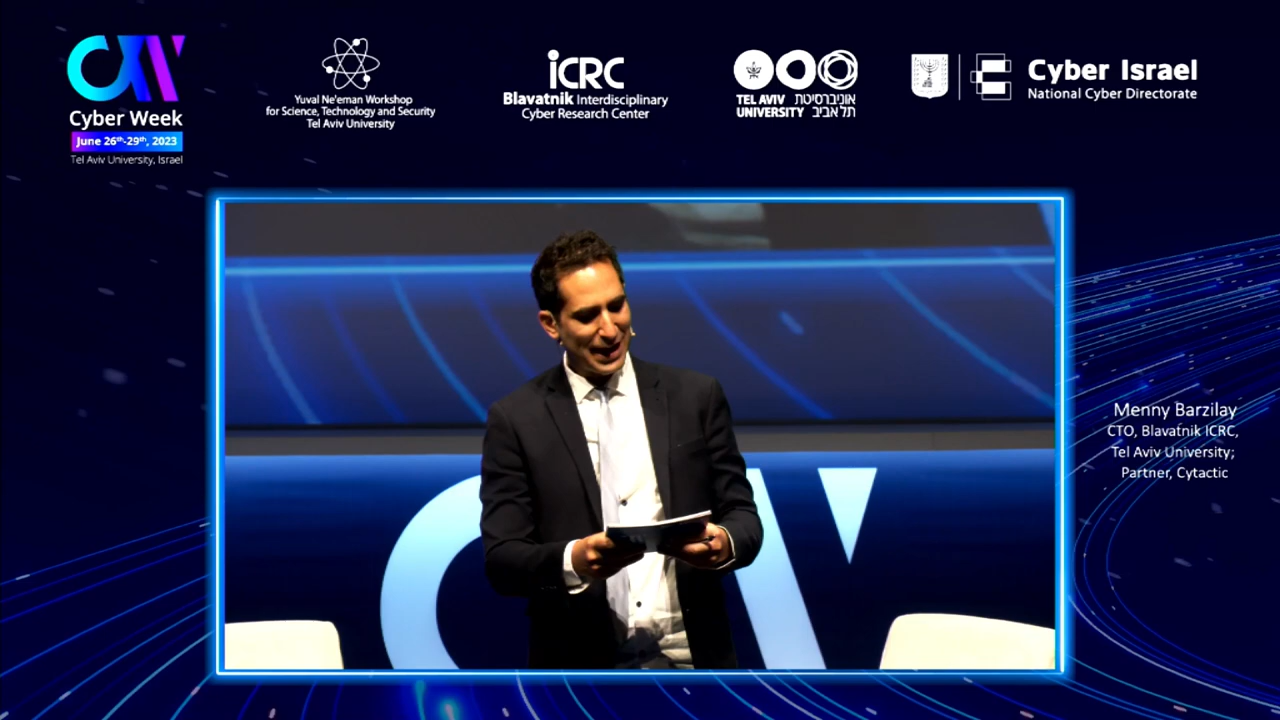 CW
Cyber Week
June 26th-29th, 2023
Tel Aviv University, Israel
Yuval Ne'eman Workshop
for Science, Technology and Security
Tel Aviv University
iCRC
Blavatnik Interdisciplinary
Cyber Research Center
TEL AVIV אוניברסיטת
UNIVERSITY תל אביב
Cyber Israel
National Cyber Directorate
Menny Barzilay
CTO, Blavatnik ICRC,
Tel Aviv University;
Partner, Cytactic